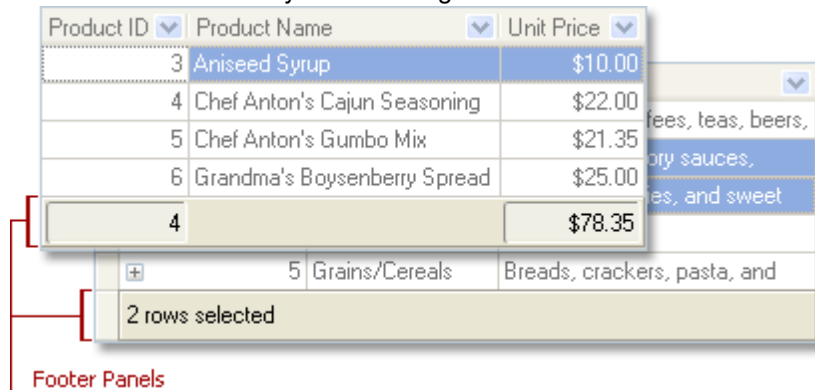 Product ID Product Name Unit Price
3 Aniseed Syrup $10.00
4 Chef Anton's Cajun Seasoning $22.00
fees, teas, beers,
5 Chef Anton's Gumbo Mix $21.35
ory sauces,
6 Grandma's Boysenberry Spread $25.00
ies, and sweet
4 $78.35
5 Grains/Cereals Breads, crackers, pasta, and
2 rows selected
Footer Panels